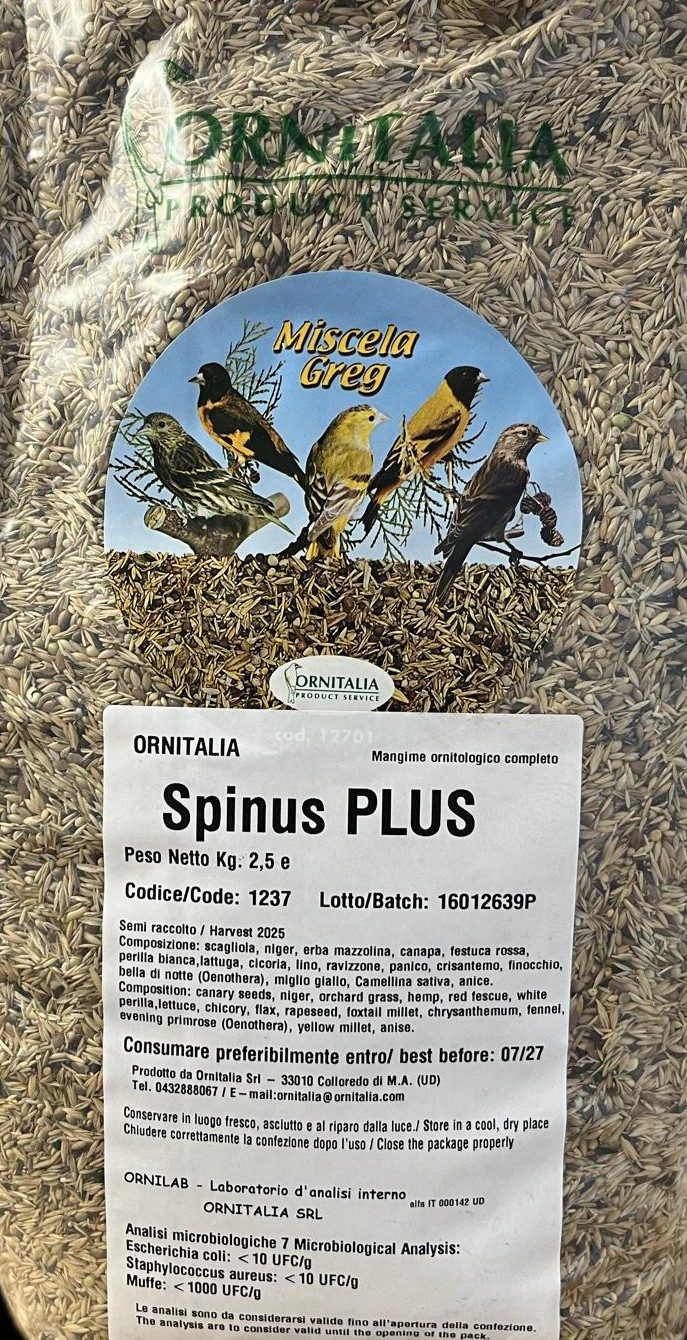 ORNITALIA
PRODUCT SERVICE
Miscela
Greg
ORNITALIA
PRODUCT SERVICE
cod. 12701
ORNITALIA
Mangime ornitologico completo
Spinus PLUS
Peso Netto Kg: 2,5 e
Codice/Code: 1237 Lotto/Batch: 16012639P
Semi raccolto / Harvest 2025
Composizione: scagliola, niger, erba mazzolina, canapa, festuca rossa,
perilla bianca,lattuga, cicoria, lino, ravizzone, panico, crisantemo, finocchio,
bella di notte (Oenothera), miglio giallo, Camellina sativa, anice.
Composition: canary seeds, niger, orchard grass, hemp, red fescue, white
perilla,lettuce, chicory, flax, rapeseed, foxtail millet, chrysanthemum, fennel,
evening primrose (Oenothera), yellow millet, anise.
Consumare preferibilmente entro/ best before: 07/27
Prodotto da Ornitalia Srl – 33010 Colloredo di M.A. (UD)
Tel. 0432888067 / E–mail:ornitalia@ornitalia.com
Conservare in luogo fresco, asciutto e al riparo dalla luce./ Store in a cool, dry place
Chiudere correttamente la confezione dopo l'uso / Close the package properly
ORNILAB - Laboratorio d'analisi interno alfa IT 000142 UD
ORNITALIA SRL
Analisi microbiologiche 7 Microbiological Analysis:
Escherichia coli: <10 UFC/g
Staphylococcus aureus: <10 UFC/g
Muffe: <1000 UFC/g
Le analisi sono da considerarsi valide fino all'apertura della confezione.
The analysis are to consider valid until the opening of the pack.